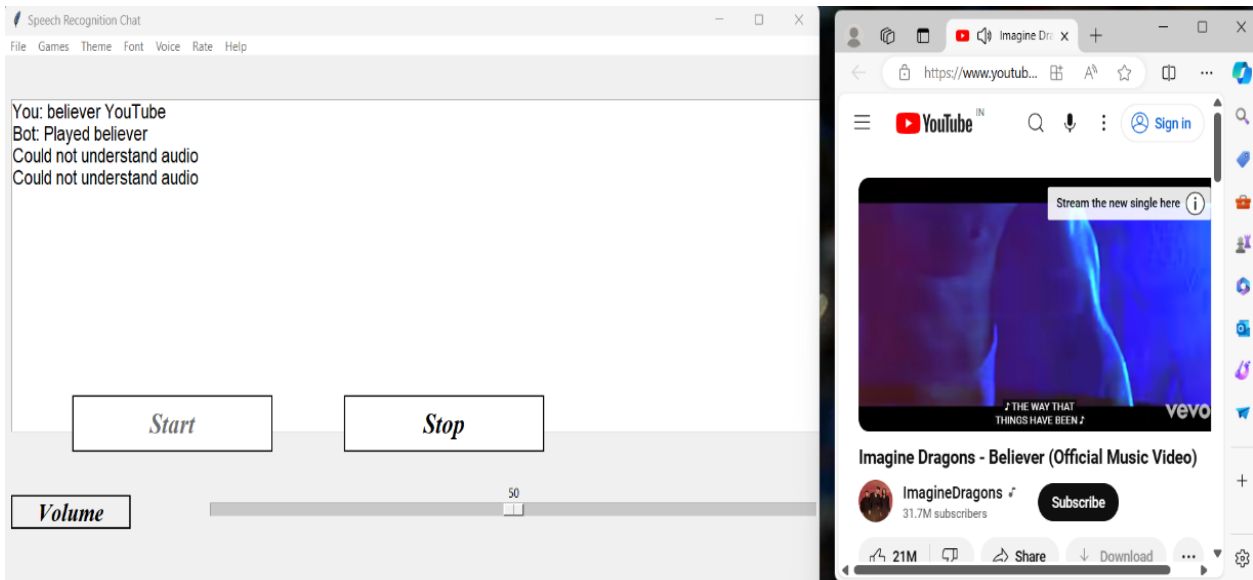 Speech Recognition Chat
File Games Theme Font Voice Rate Help
You: believer YouTube
Bot: Played believer
Could not understand audio
Could not understand audio
Start
Stop
50
Volume
Imagine Dra
https://www.youtub...
YouTube IN
Sign in
Stream the new single here
♪ THE WAY THAT
THINGS HAVE BEEN ♪
vevo
Imagine Dragons - Believer (Official Music Video)
ImagineDragons
31.7M subscribers
Subscribe
21M
Share
Download